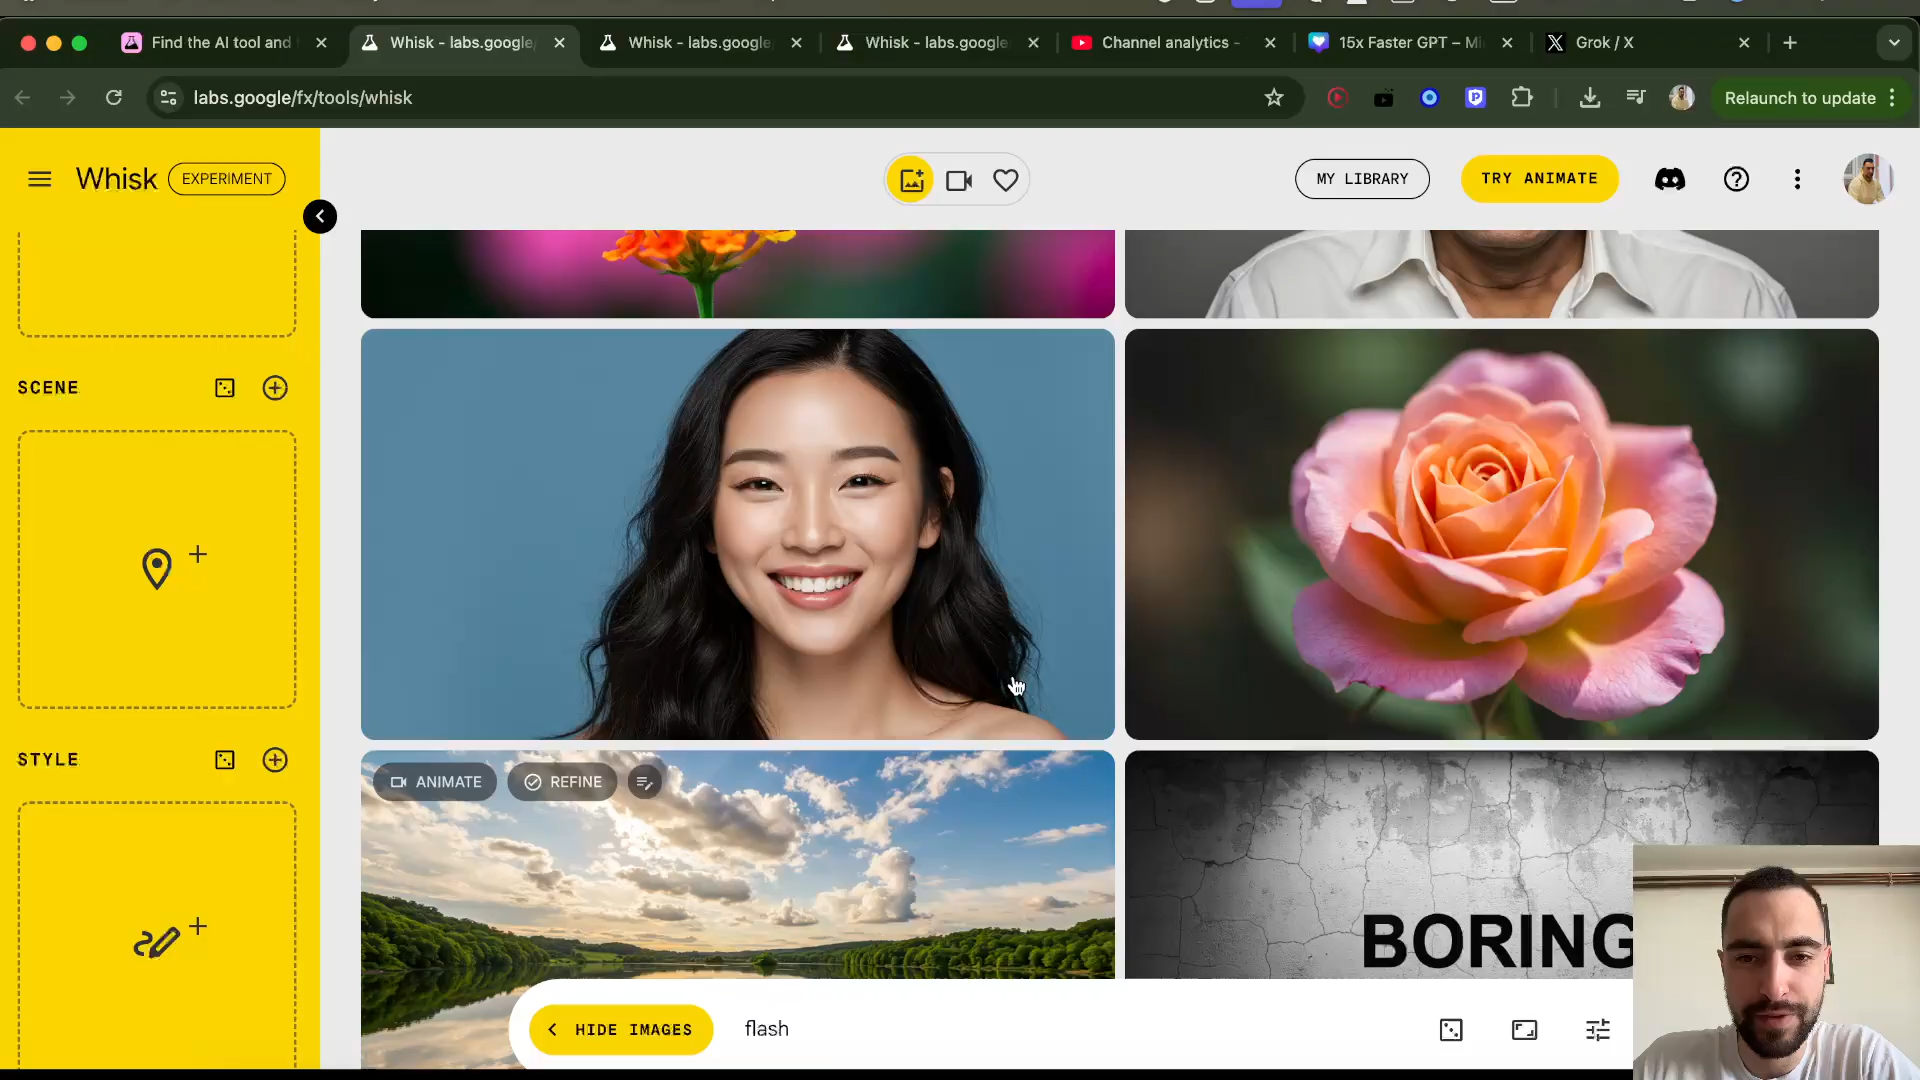 Find the AI tool and
Whisk - labs.google/
Whisk - labs.google
Whisk - labs.google
Channel analytics -
15x Faster GPT – Mi
Grok / X
labs.google/fx/tools/whisk
Relaunch to update
Whisk
EXPERIMENT
MY LIBRARY
TRY ANIMATE
SCENE
STYLE
ANIMATE
REFINE
BORING
HIDE IMAGES
flash